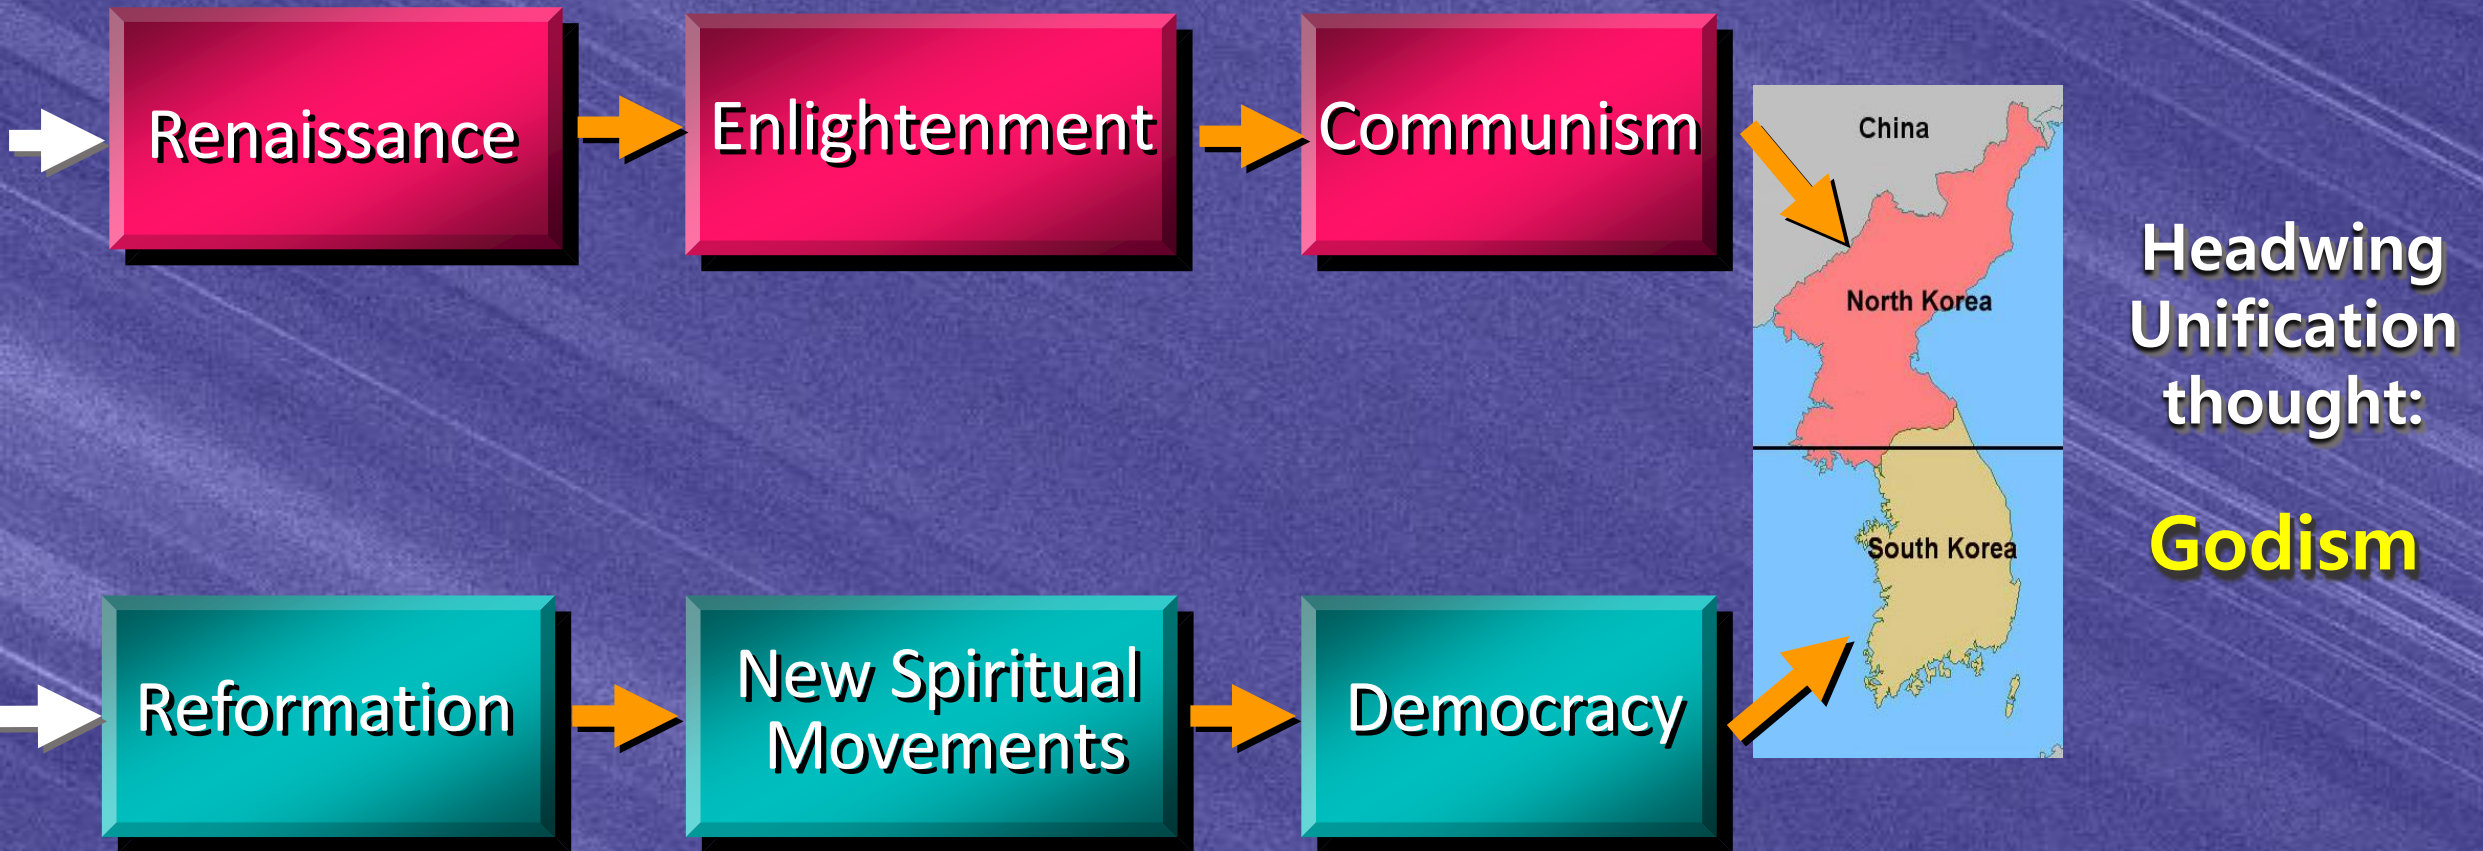 Renaissance
Enlightenment
Communism
China
North Korea
South Korea
Headwing
Unification
thought:
Godism
Reformation
New Spiritual
Movements
Democracy